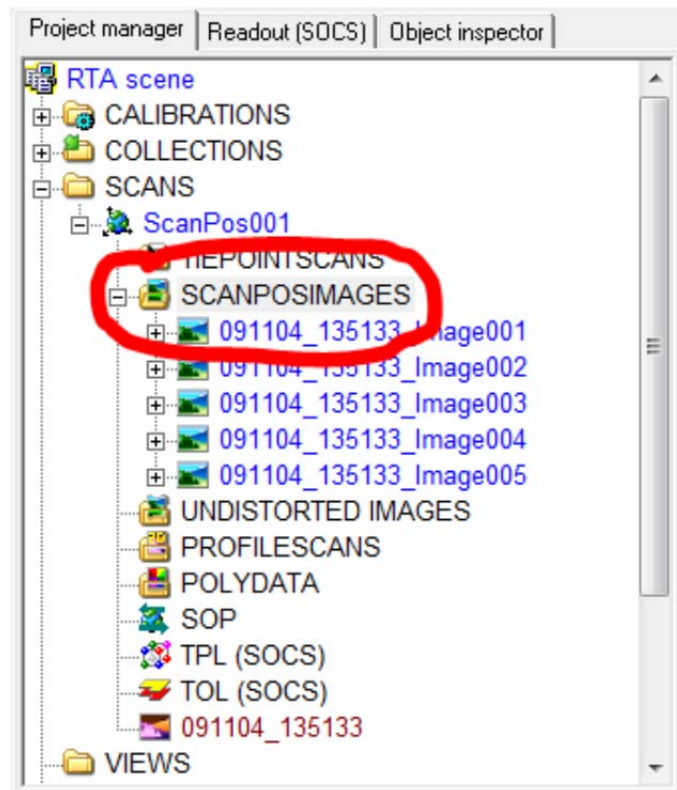 Project manager Readout (SOCS) Object inspector
RTA scene
CALIBRATIONS
COLLECTIONS
SCANS
ScanPos001
TIEPOINTSCANS
SCANPOSIMAGES
091104_135133_Image001
091104_135133_Image002
091104_135133_Image003
091104_135133_Image004
091104_135133_Image005
UNDISTORTED IMAGES
PROFILESCANS
POLYDATA
SOP
TPL (SOCS)
TOL (SOCS)
091104_135133
VIEWS